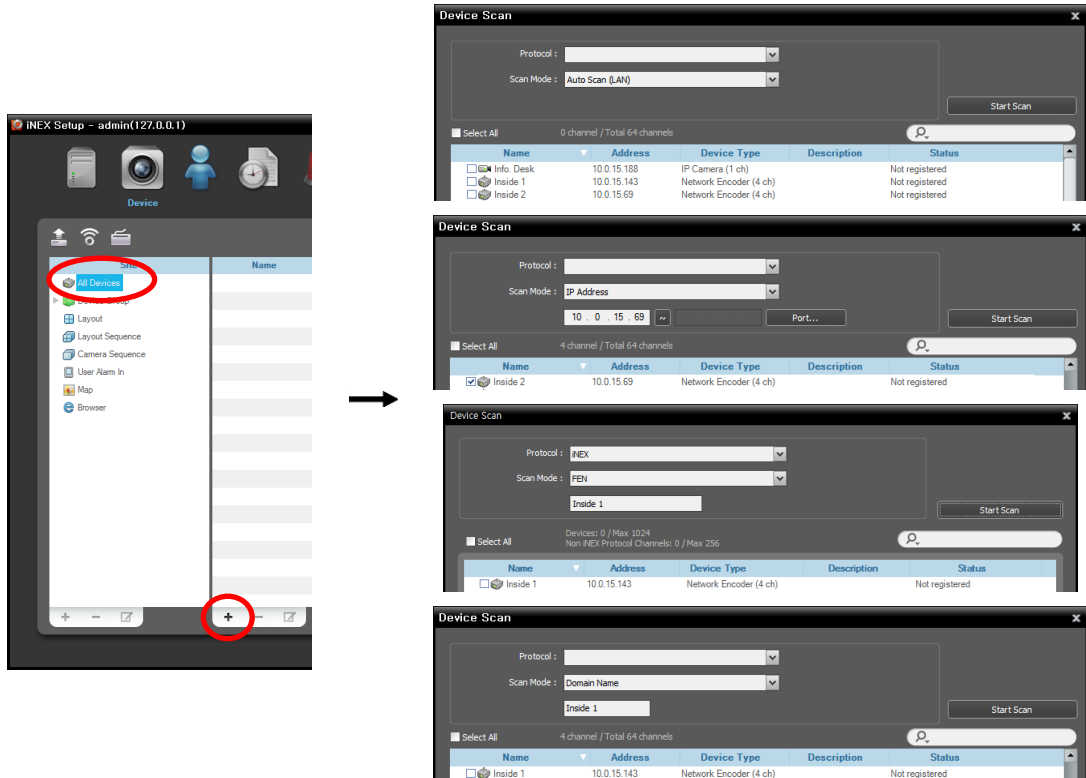 iNEX Setup - admin(127.0.0.1)
Device
Site
Name
All Devices
Device Group
Layout
Layout Sequence
Camera Sequence
User Alarm In
Map
Browser
Device Scan
Protocol :
Scan Mode : Auto Scan (LAN)
Start Scan
Select All 0 channel / Total 64 channels
Name Address Device Type Description Status
Info. Desk 10.0.15.188 IP Camera (1 ch) Not registered
Inside 1 10.0.15.143 Network Encoder (4 ch) Not registered
Inside 2 10.0.15.69 Network Encoder (4 ch) Not registered
Device Scan
Protocol :
Scan Mode : IP Address
10 . 0 . 15 . 69 ~ Port... Start Scan
Select All 4 channel / Total 64 channels
Name Address Device Type Description Status
Inside 2 10.0.15.69 Network Encoder (4 ch) Not registered
Device Scan
Protocol : iNEX
Scan Mode : FEN
Inside 1 Start Scan
Devices: 0 / Max 1024
Select All Non iNEX Protocol Channels: 0 / Max 256
Name Address Device Type Description Status
Inside 1 10.0.15.143 Network Encoder (4 ch) Not registered
Device Scan
Protocol :
Scan Mode : Domain Name
Inside 1 Start Scan
Select All 4 channel / Total 64 channels
Name Address Device Type Description Status
Inside 1 10.0.15.143 Network Encoder (4 ch) Not registered